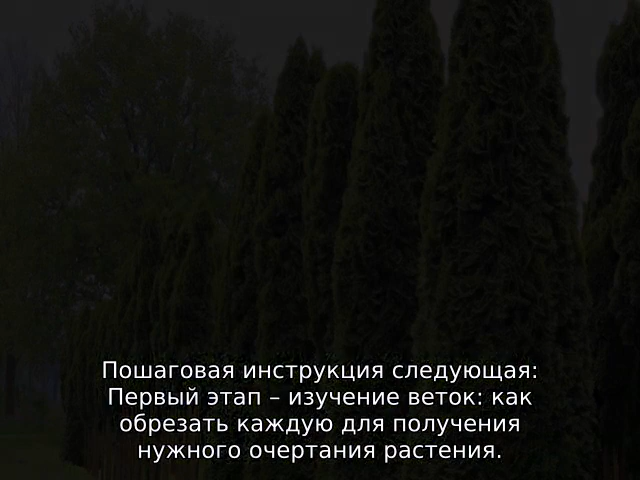 Пошаговая инструкция следующая:
Первый этап – изучение веток: как
обрезать каждую для получения
нужного очертания растения.